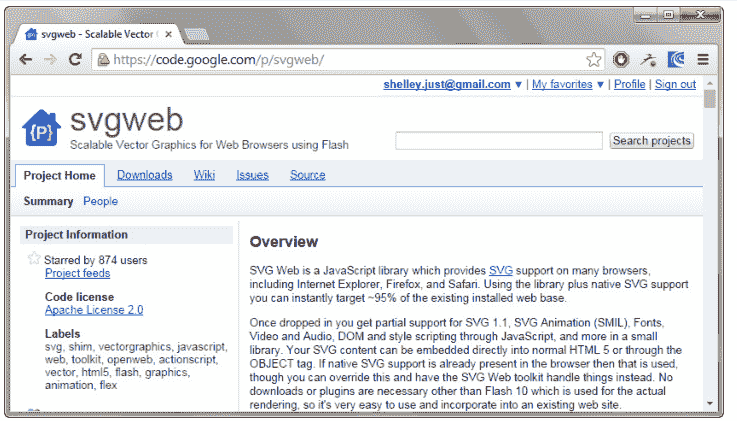 svgweb - Scalable Vector
https://code.google.com/p/svgweb/
shelley.just@gmail.com ▼ | My favorites ▼ | Profile | Sign out
{P}
svgweb
Scalable Vector Graphics for Web Browsers using Flash
Search projects
Project Home Downloads Wiki Issues Source
Summary People
Project Information
Starred by 874 users
Project feeds
Code license
Apache License 2.0
Labels
svg, shim, vectorgraphics, javascript,
web, toolkit, openweb, actionscript,
vector, html5, flash, graphics,
animation, flex
Overview
SVG Web is a JavaScript library which provides SVG support on many browsers,
including Internet Explorer, Firefox, and Safari. Using the library plus native SVG support
you can instantly target ~95% of the existing installed web base.
Once dropped in you get partial support for SVG 1.1, SVG Animation (SMIL), Fonts,
Video and Audio, DOM and style scripting through JavaScript, and more in a small
library. Your SVG content can be embedded directly into normal HTML 5 or through the
OBJECT tag. If native SVG support is already present in the browser then that is used,
though you can override this and have the SVG Web toolkit handle things instead. No
downloads or plugins are necessary other than Flash 10 which is used for the actual
rendering, so it's very easy to use and incorporate into an existing web site.